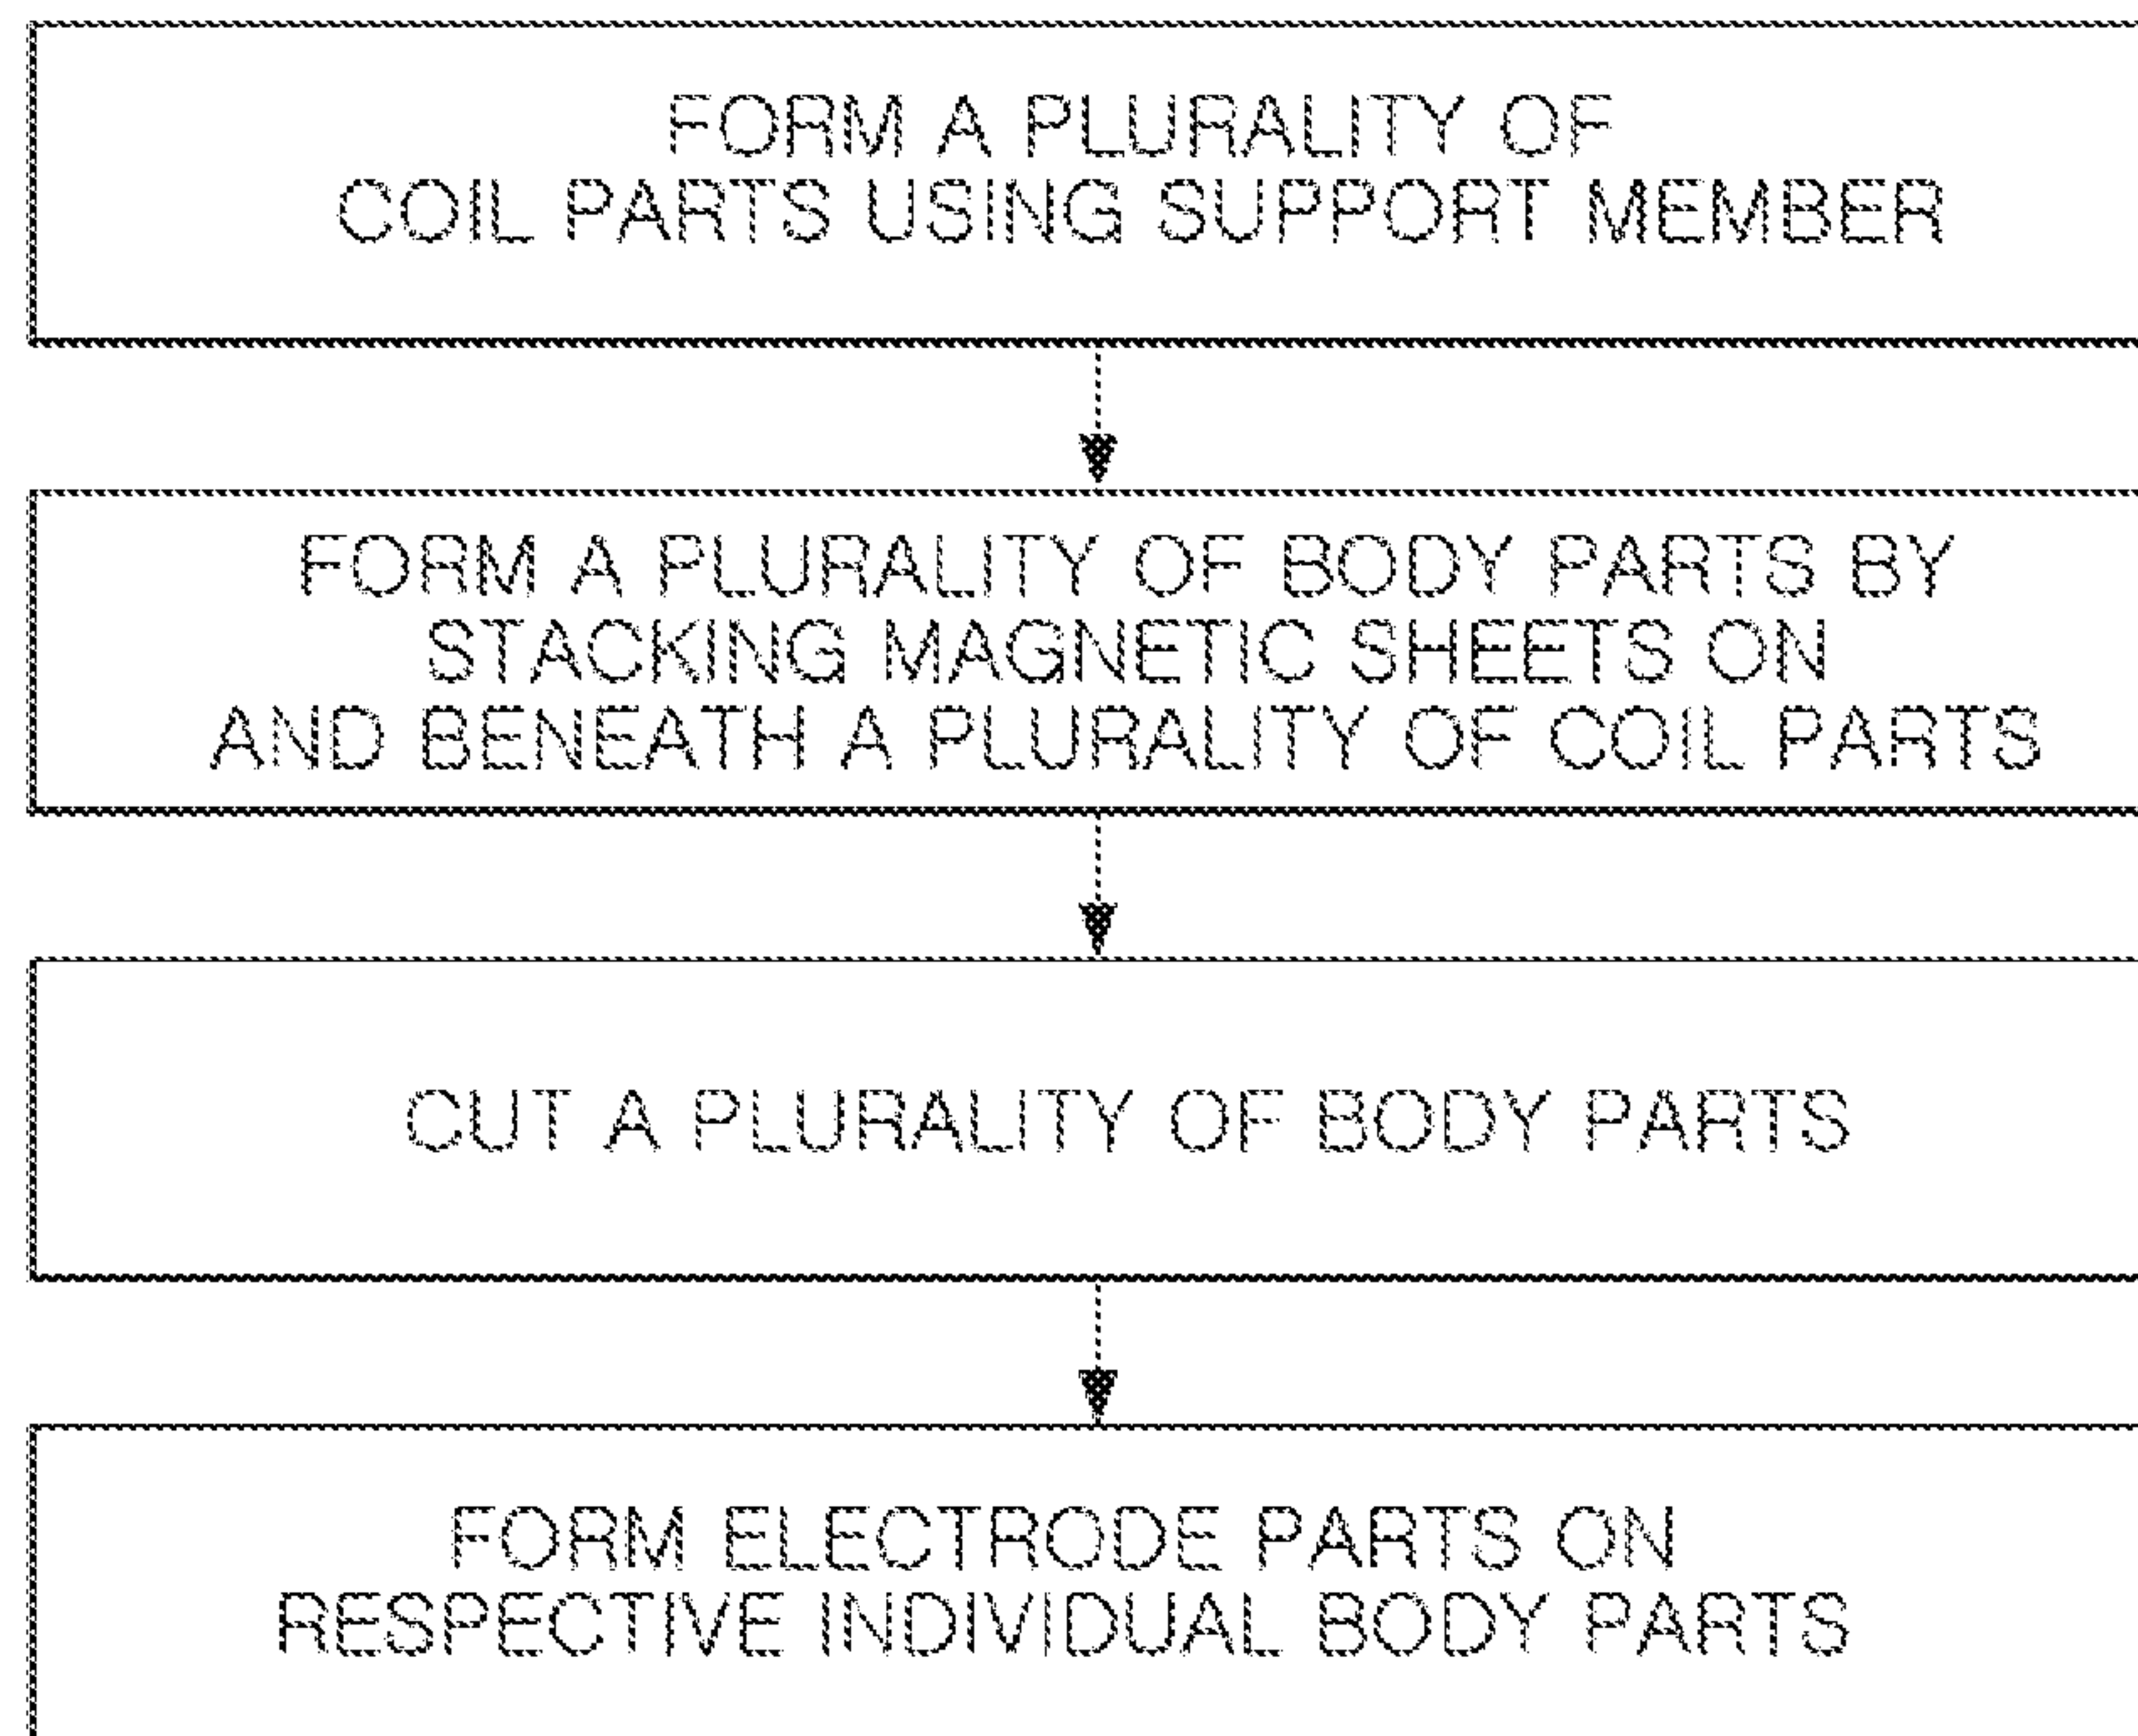 FORM A PLURALITY OF
COIL PARTS USING SUPPORT MEMBER
FORM A PLURALITY OF BODY PARTS BY
STACKING MAGNETIC SHEETS ON
AND BENEATH A PLURALITY OF COIL PARTS
CUT A PLURALITY OF BODY PARTS
FORM ELECTRODE PARTS ON
RESPECTIVE INDIVIDUAL BODY PARTS